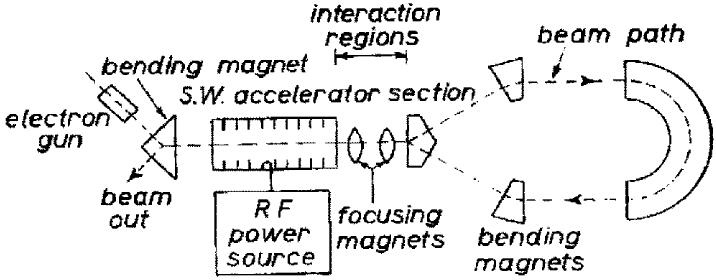 interaction
regions
beam path
bending magnet
S.W. accelerator section
electron
gun
beam
out
RF
power
source
focusing
magnets
bending
magnets